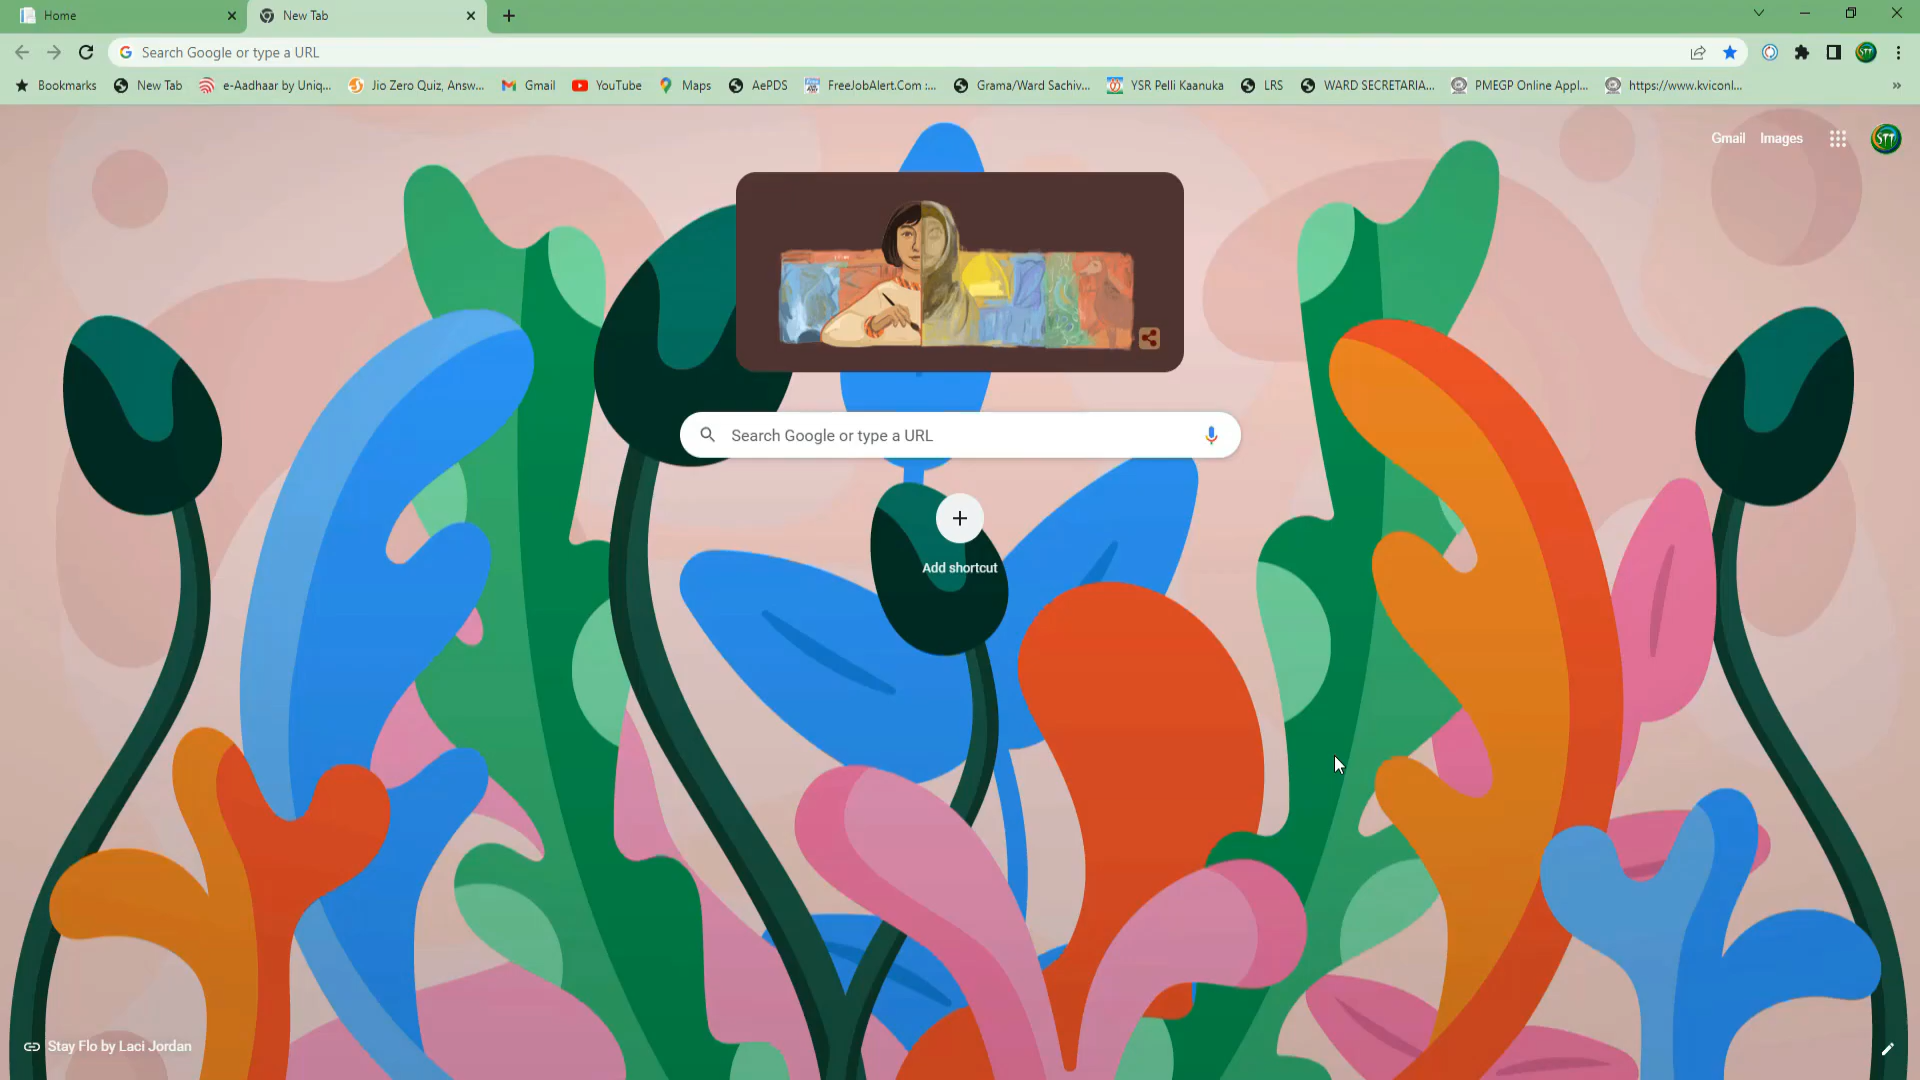 Home
New Tab
Search Google or type a URL
Bookmarks
New Tab
e-Aadhaar by Uniq...
Jio Zero Quiz, Answ...
Gmail
YouTube
Maps
AePDS
FreeJobAlert.Com :...
Grama/Ward Sachiv...
YSR Pelli Kaanuka
LRS
WARD SECRETARIA...
PMEGP Online Appl...
https://www.kviconl...
Gmail
Images
STT
Search Google or type a URL
Add shortcut
Stay Flo by Laci Jordan